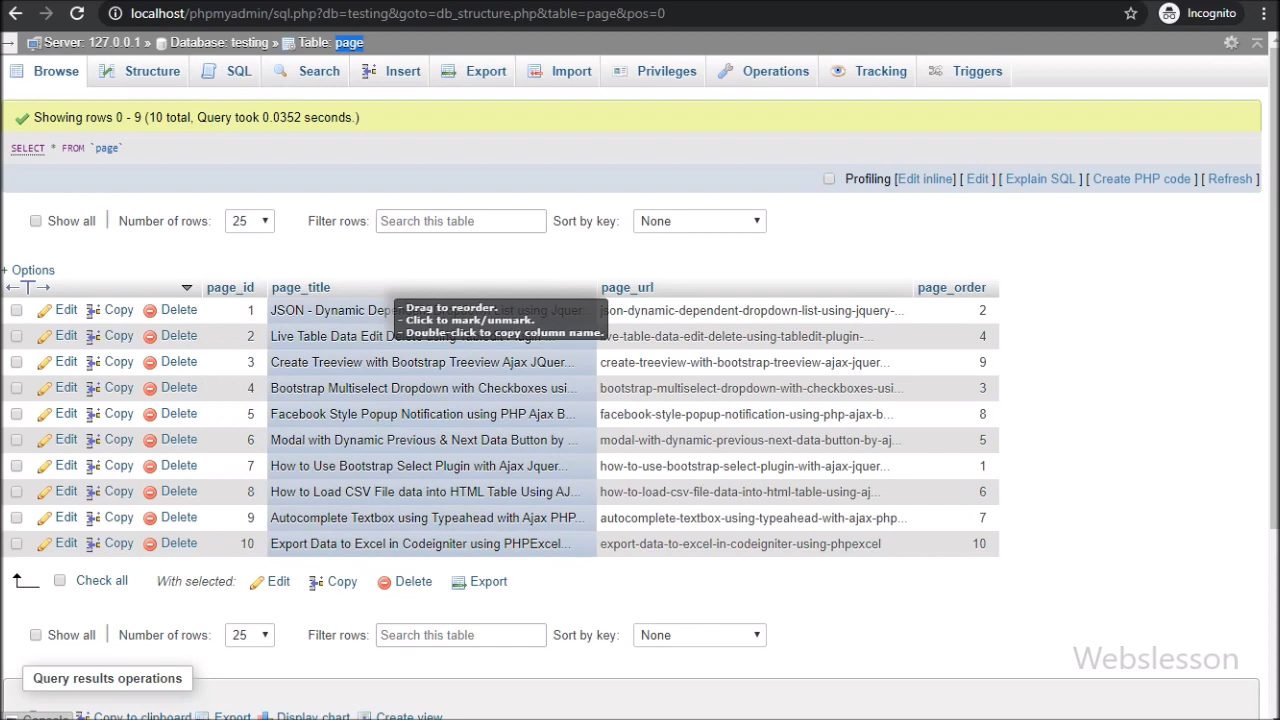 localhost/phpmyadmin/sql.php?db=testing&goto=db_structure.php&table=page&pos=0 Incognito
Server: 127.0.0.1 » Database: testing » Table: page
Browse Structure SQL Search Insert Export Import Privileges Operations Tracking Triggers
Showing rows 0 - 9 (10 total, Query took 0.0352 seconds.)
SELECT * FROM `page`
Profiling [Edit inline] [ Edit ] [ Explain SQL ] [ Create PHP code ] [ Refresh ]
Show all | Number of rows: 25 Filter rows: Search this table Sort by key: None
+ Options
page_id page_title page_url page_order
- Drag to reorder.
- Click to mark/unmark.
- Double-click to copy column name.
Edit Copy Delete 1 JSON - Dynamic Dependent Dropdown List using Jquer... json-dynamic-dependent-dropdown-list-using-jquery-... 2
Edit Copy Delete 2 Live Table Data Edit Delete using Tabledit Plugin ... live-table-data-edit-delete-using-tabledit-plugin-... 4
Edit Copy Delete 3 Create Treeview with Bootstrap Treeview Ajax JQuer... create-treeview-with-bootstrap-treeview-ajax-jquer... 9
Edit Copy Delete 4 Bootstrap Multiselect Dropdown with Checkboxes usi... bootstrap-multiselect-dropdown-with-checkboxes-usi... 3
Edit Copy Delete 5 Facebook Style Popup Notification using PHP Ajax B... facebook-style-popup-notification-using-php-ajax-b... 8
Edit Copy Delete 6 Modal with Dynamic Previous & Next Data Button by ... modal-with-dynamic-previous-next-data-button-by-aj... 5
Edit Copy Delete 7 How to Use Bootstrap Select Plugin with Ajax Jquer... how-to-use-bootstrap-select-plugin-with-ajax-jquer... 1
Edit Copy Delete 8 How to Load CSV File data into HTML Table Using AJ... how-to-load-csv-file-data-into-html-table-using-aj... 6
Edit Copy Delete 9 Autocomplete Textbox using Typeahead with Ajax PHP... autocomplete-textbox-using-typeahead-with-ajax-php... 7
Edit Copy Delete 10 Export Data to Excel in Codeigniter using PHPExcel... export-data-to-excel-in-codeigniter-using-phpexcel 10
Check all With selected: Edit Copy Delete Export
Show all | Number of rows: 25 Filter rows: Search this table Sort by key: None
Webslesson
Query results operations
Console Copy to clipboard Export Display chart Create view